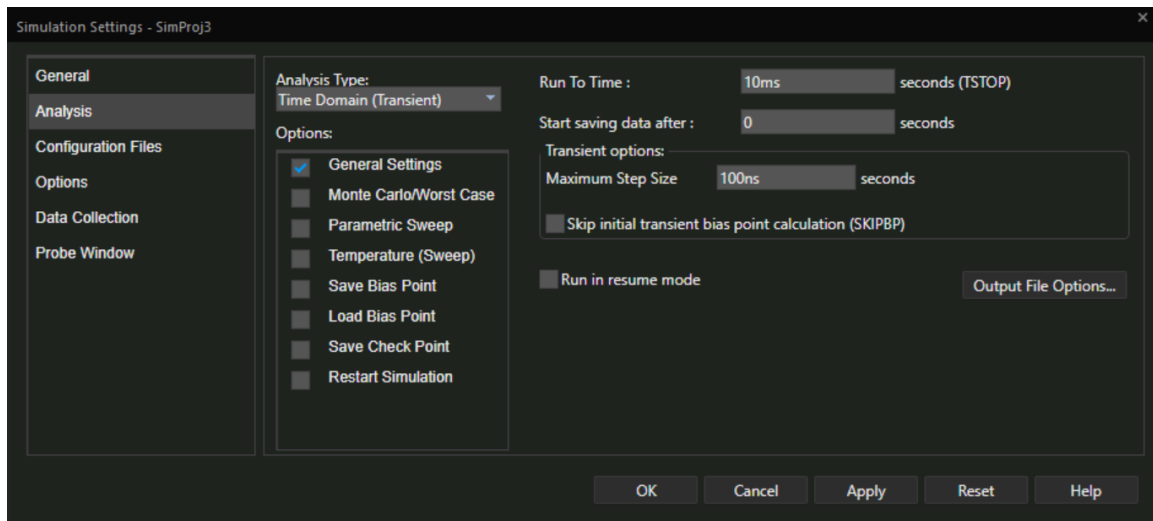 Simulation Settings - SimProj3
General
Analysis
Configuration Files
Options
Data Collection
Probe Window
Analysis Type:
Time Domain (Transient)
Options:
General Settings
Monte Carlo/Worst Case
Parametric Sweep
Temperature (Sweep)
Save Bias Point
Load Bias Point
Save Check Point
Restart Simulation
Run To Time : 10ms seconds (TSTOP)
Start saving data after : 0 seconds
Transient options:
Maximum Step Size 100ns seconds
Skip initial transient bias point calculation (SKIPBP)
Run in resume mode
Output File Options...
OK Cancel Apply Reset Help